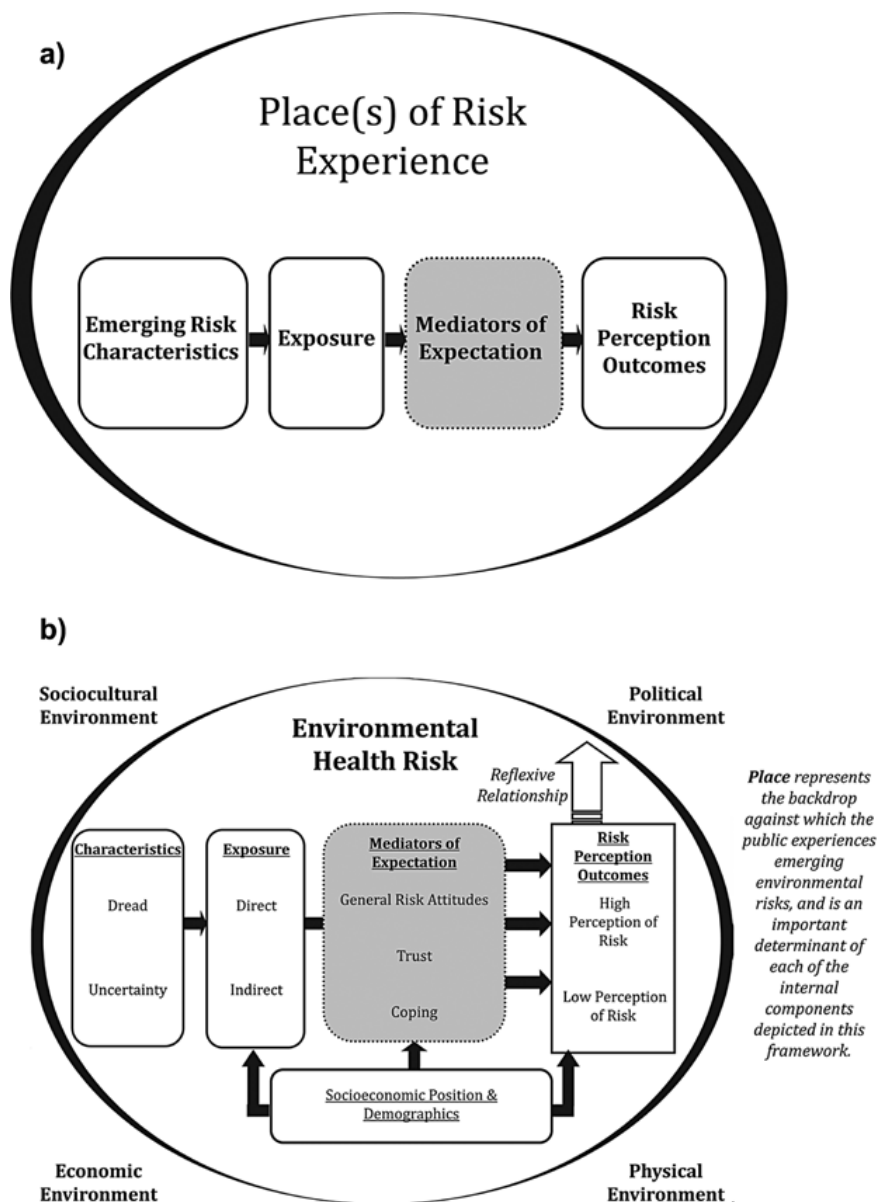 a)
Place(s) of Risk
Experience
Emerging Risk
Characteristics
Exposure
Mediators of
Expectation
Risk
Perception
Outcomes
b)
Sociocultural
Environment
Political
Environment
Environmental
Health Risk
Reflexive
Relationship
Characteristics
Dread
Uncertainty
Exposure
Direct
Indirect
Mediators of
Expectation
General Risk Attitudes
Trust
Coping
Risk
Perception
Outcomes
High
Perception of
Risk
Low Perception
of Risk
Socioeconomic Position &
Demographics
Place represents
the backdrop
against which the
public experiences
emerging
environmental
risks, and is an
important
determinant of
each of the
internal
components
depicted in this
framework.
Economic
Environment
Physical
Environment